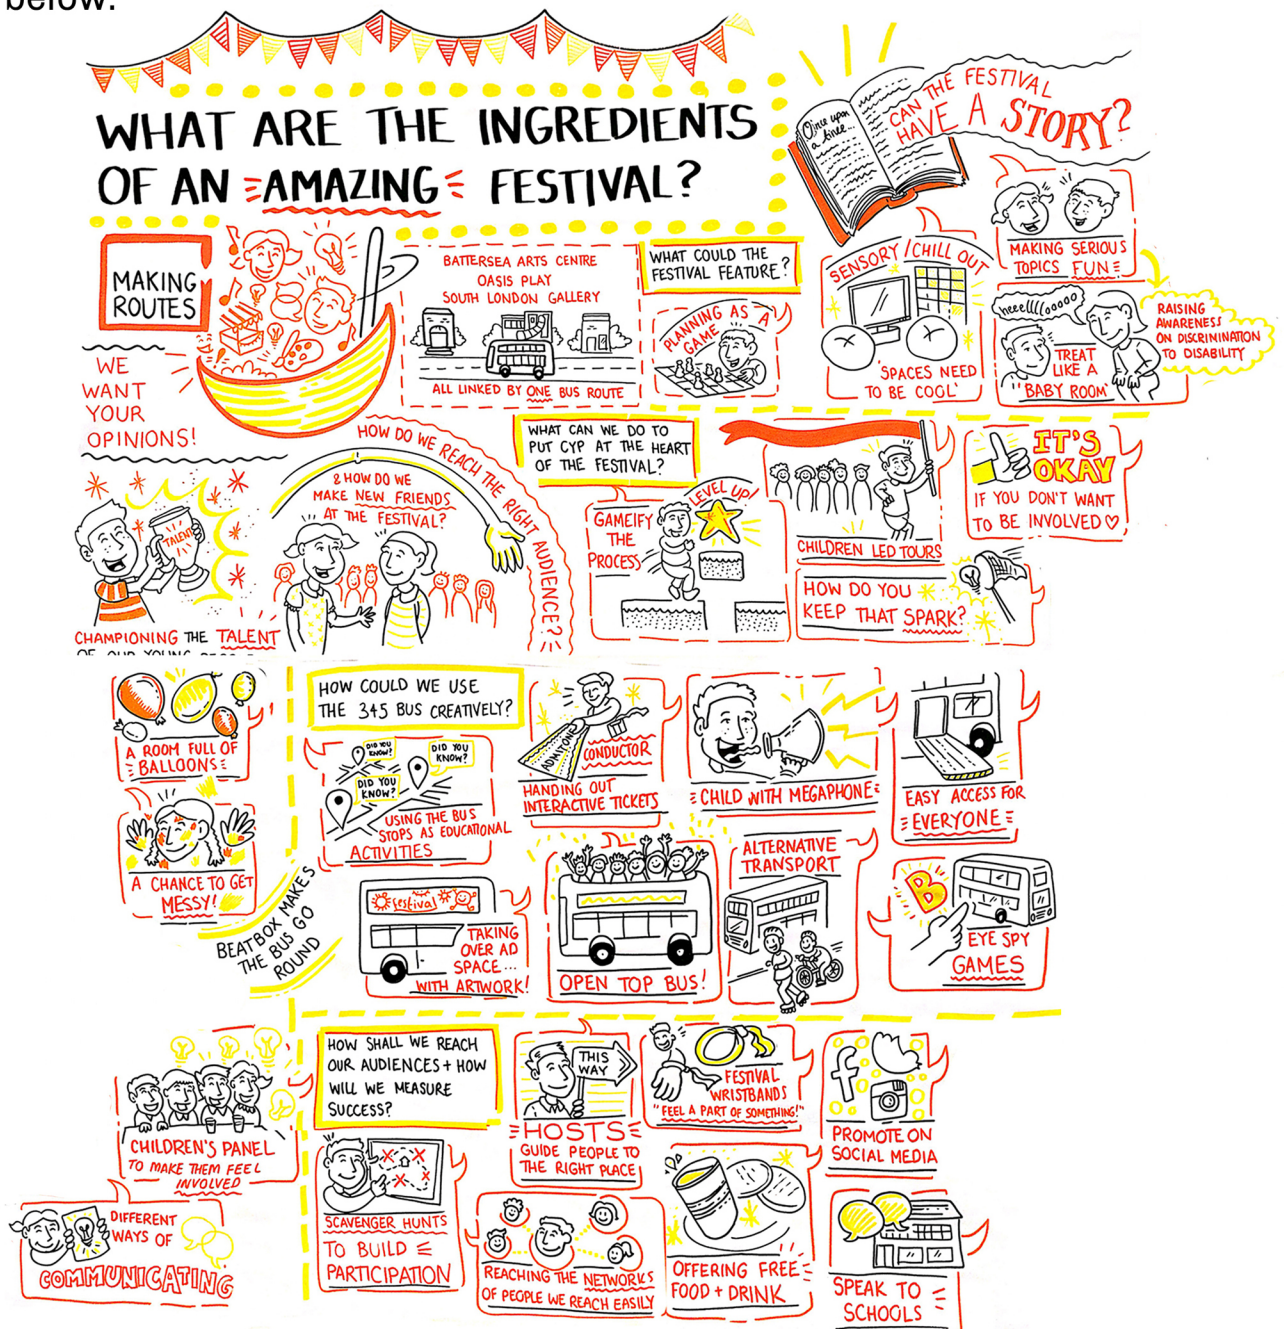 below:
WHAT ARE THE INGREDIENTS
OF AN AMAZING FESTIVAL?
Once upon
a time...
CAN THE FESTIVAL
HAVE A STORY?
MAKING
ROUTES
WE
WANT
YOUR
OPINIONS!
BATTERSEA ARTS CENTRE
OASIS PLAY
SOUTH LONDON GALLERY
ALL LINKED BY ONE BUS ROUTE
WHAT COULD THE
FESTIVAL FEATURE?
PLANNING AS A
GAME
SENSORY/CHILL OUT
SPACES NEED
TO BE 'COOL'
MAKING SERIOUS
TOPICS FUN
heeelllloooo
TREAT
LIKE A
"BABY ROOM"
RAISING
AWARENESS
ON DISCRIMINATION
TO DISABILITY
TALENT
CHAMPIONING THE TALENT
OF OUR YOUNG
HOW DO WE REACH THE RIGHT AUDIENCE?
& HOW DO WE
MAKE NEW FRIENDS
AT THE FESTIVAL?
WHAT CAN WE DO TO
PUT CYP AT THE HEART
OF THE FESTIVAL?
GAMEIFY
THE
PROCESS
LEVEL UP!
CHILDREN LED TOURS
HOW DO YOU
KEEP THAT SPARK?
IT'S
OKAY
IF YOU DON'T WANT
TO BE INVOLVED
A ROOM FULL OF
BALLOONS
A CHANCE TO GET
MESSY!
BEATBOX MAKES
THE BUS GO
ROUND
HOW COULD WE USE
THE 345 BUS CREATIVELY?
DID YOU
KNOW?
DID YOU
KNOW?
DID YOU
KNOW?
USING THE BUS
STOPS AS EDUCATIONAL
ACTIVITIES
ADMIT ONE
CONDUCTOR
HANDING OUT
INTERACTIVE TICKETS
CHILD WITH MEGAPHONE
EASY ACCESS FOR
EVERYONE
festival
TAKING
OVER AD
SPACE...
WITH ARTWORK!
OPEN TOP BUS!
ALTERNATIVE
TRANSPORT
B
EYE SPY
GAMES
CHILDREN'S PANEL
TO MAKE THEM FEEL
INVOLVED
DIFFERENT
WAYS OF
COMMUNICATING
HOW SHALL WE REACH
OUR AUDIENCES + HOW
WILL WE MEASURE
SUCCESS?
SCAVENGER HUNTS
TO BUILD
PARTICIPATION
THIS
WAY
HOSTS
GUIDE PEOPLE TO
THE RIGHT PLACE
FESTIVAL
WRISTBANDS
"FEEL A PART OF SOMETHING!"
f
PROMOTE ON
SOCIAL MEDIA
REACHING THE NETWORKS
OF PEOPLE WE REACH EASILY
OFFERING FREE
FOOD + DRINK
SPEAK TO
SCHOOLS